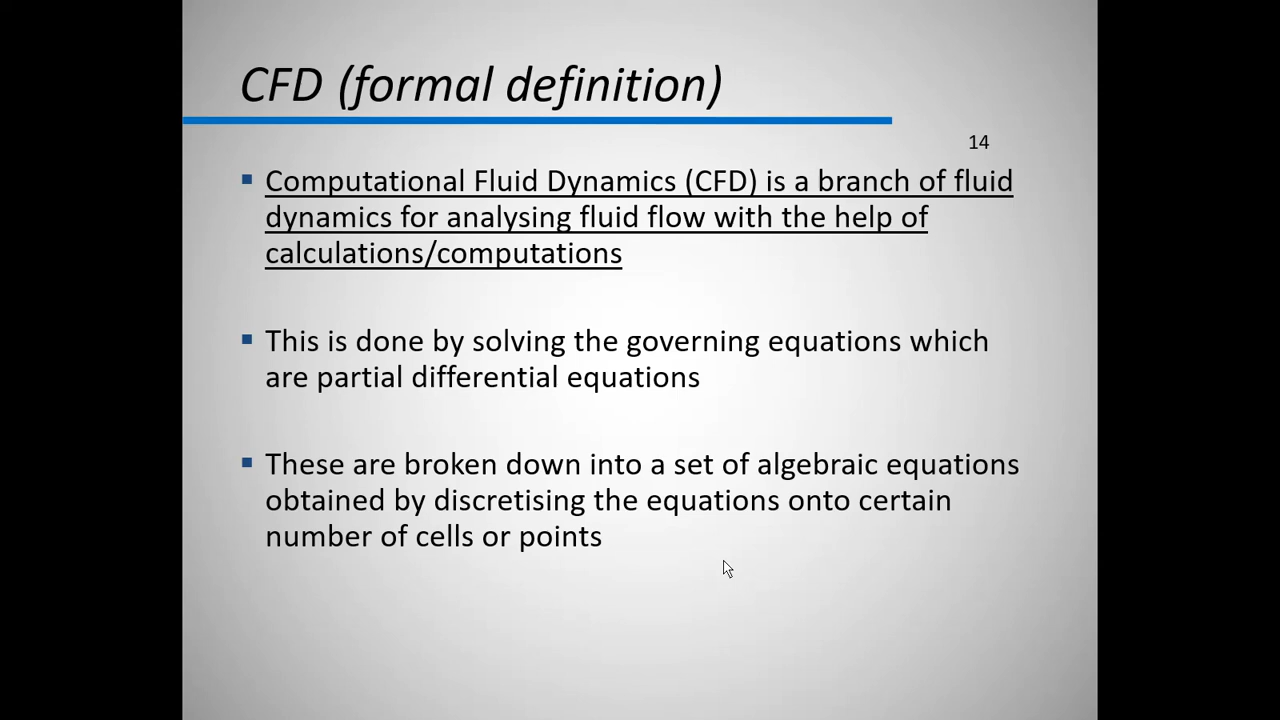 CFD (formal definition)
14
Computational Fluid Dynamics (CFD) is a branch of fluid
dynamics for analysing fluid flow with the help of
calculations/computations
This is done by solving the governing equations which
are partial differential equations
These are broken down into a set of algebraic equations
obtained by discretising the equations onto certain
number of cells or points